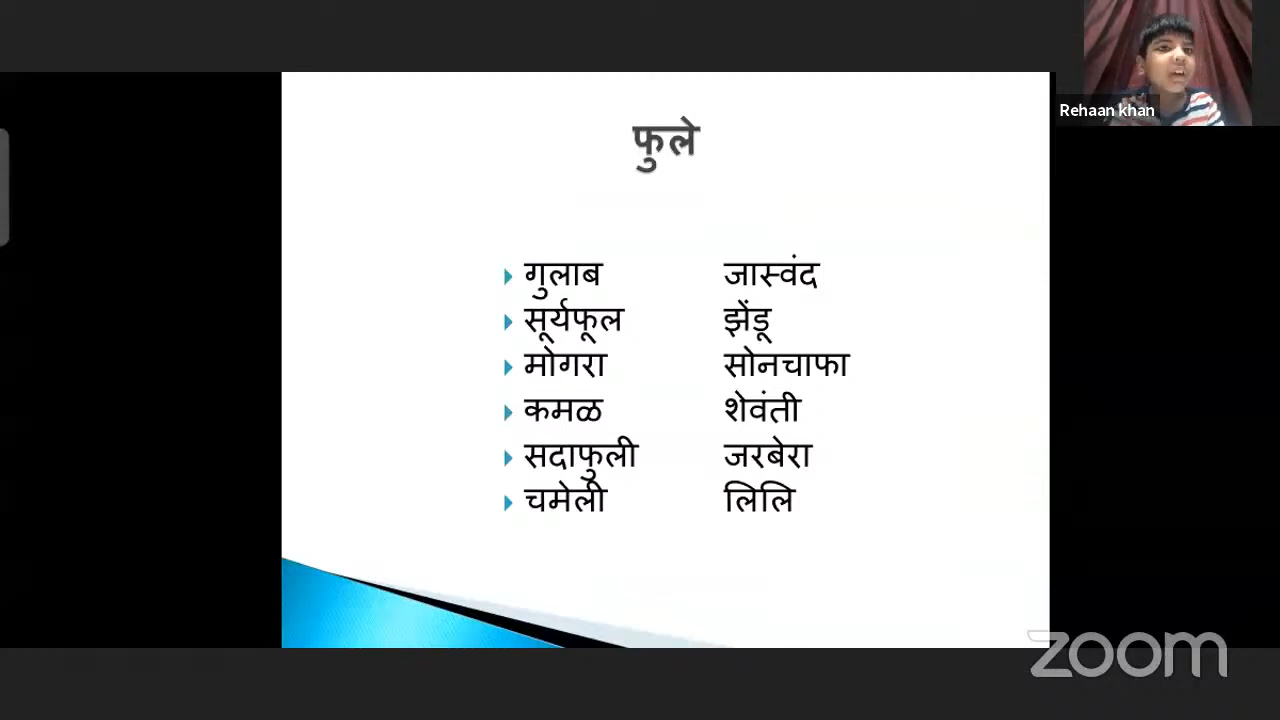 Rehaan khan
फुले
गुलाब जास्वंद
सूर्यफूल झेंडू
मोगरा सोनचाफा
कमळ शेवंती
सदाफुली जरबेरा
चमेली लिलि
zoom